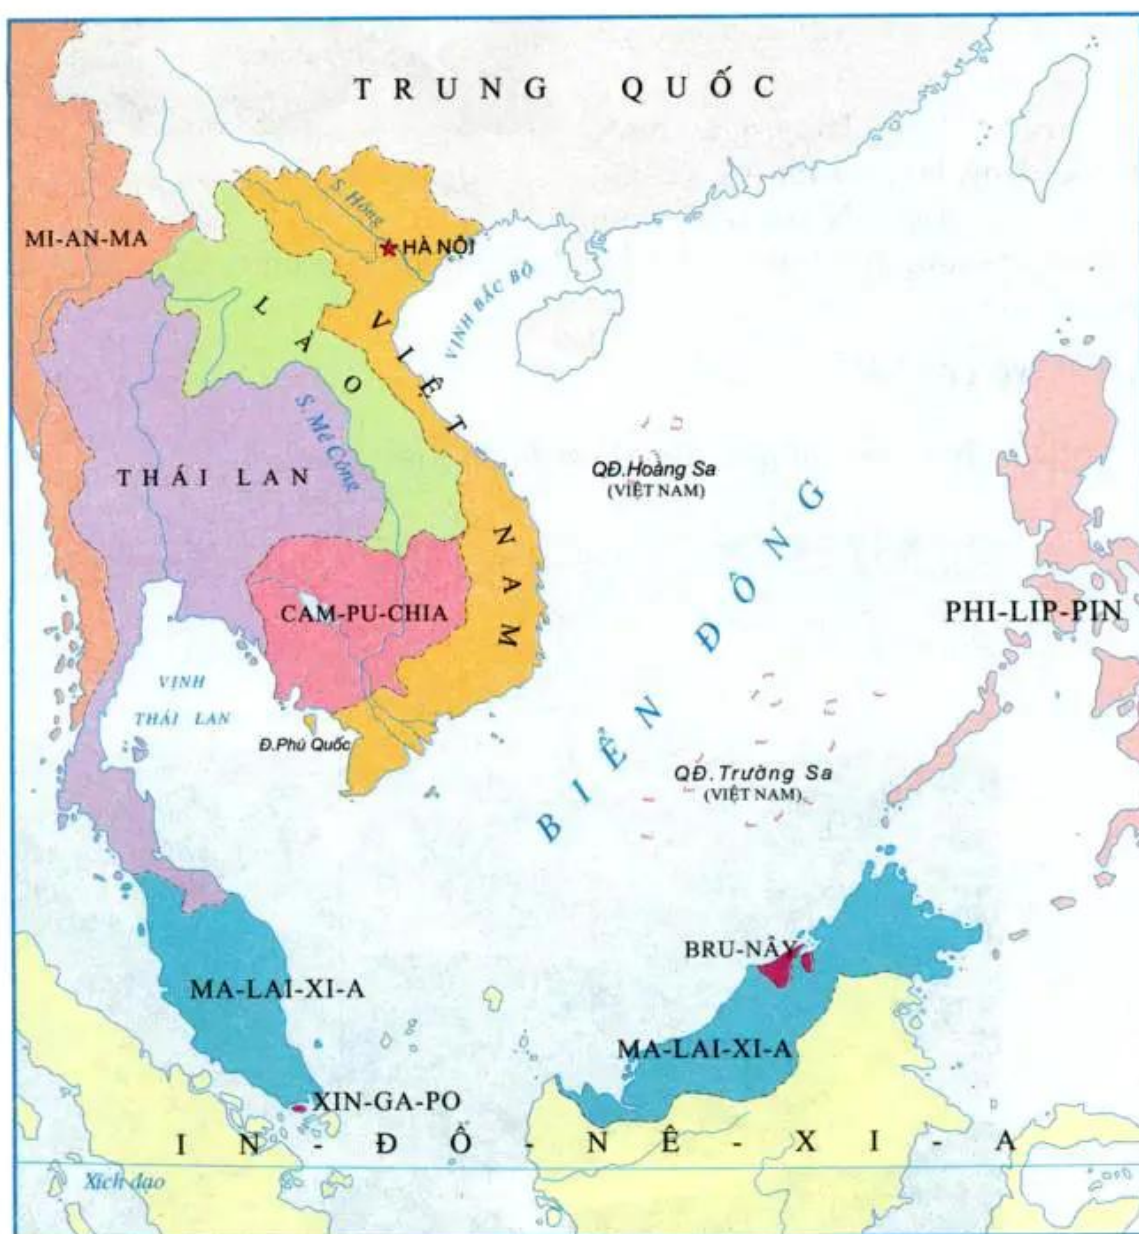 TRUNG QUỐC
S. Hồng
MI-AN-MA
HÀ NỘI
VỊNH BẮC BỘ
LÀO
VIỆT NAM
S. Mê Công
THÁI LAN
QĐ.Hoàng Sa
(VIỆT NAM)
CAM-PU-CHIA
PHI-LIP-PIN
BIỂN ĐÔNG
VỊNH
THÁI LAN
Đ.Phú Quốc
QĐ.Trường Sa
(VIỆT NAM)
BRU-NÂY
MA-LAI-XI-A
MA-LAI-XI-A
XIN-GA-PO
IN-ĐÔ-NÊ-XI-A
Xích đạo